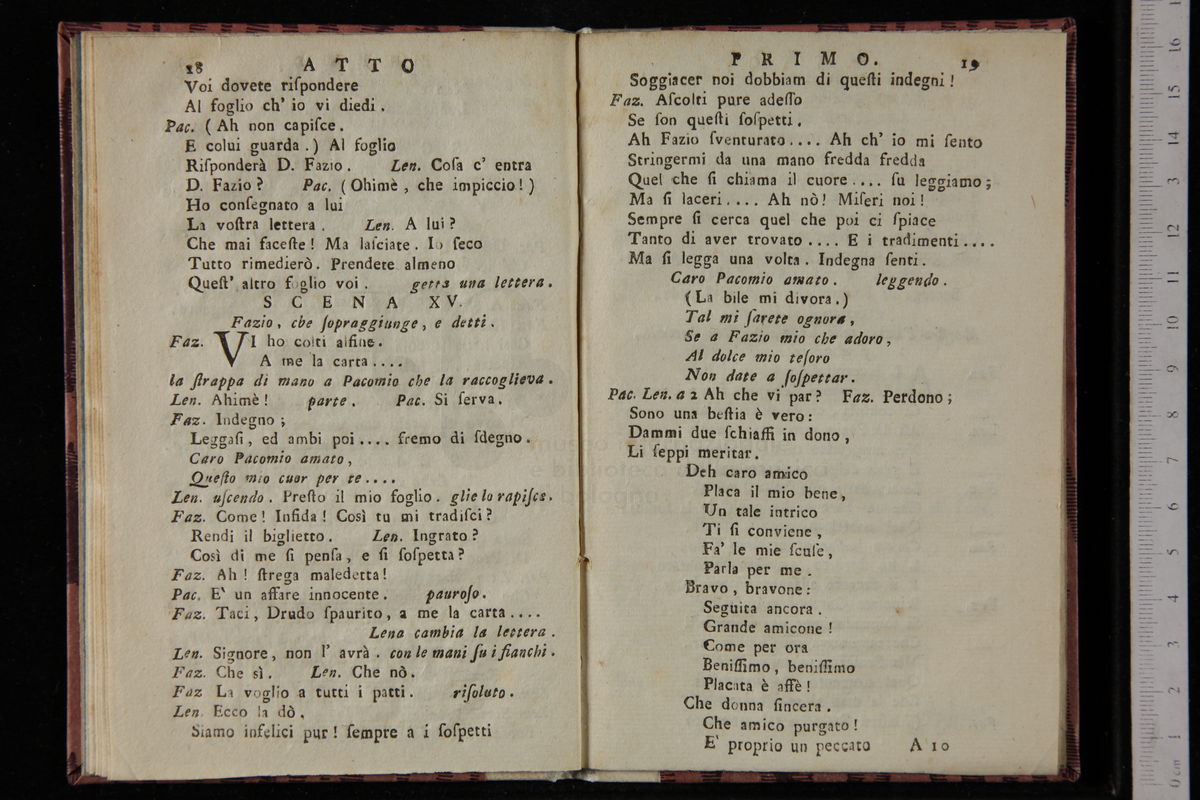 18 ATTO
Voi dovete riſpondere
Al foglio ch' io vi diedi.
Pac. (Ah non capiſce.
E colui guarda.) Al foglio
Riſponderà D. Fazio. Len. Coſa c' entra
D. Fazio? Pac. (Ohimè, che impiccio!)
Ho conſegnato a lui
La voſtra lettera. Len. A lui?
Che mai faceſte! Ma laſciate. Io ſeco
Tutto rimedierò. Prendete almeno
Queſt' altro foglio voi. getta una lettera.
SCENA XV.
Fazio, che ſopraggiunge, e detti.
Faz. VI ho colti alfine.
A me la carta....
la ſtrappa di mano a Pacomio che la raccoglieva.
Len. Ahimè! parte. Pac. Si ſerva.
Faz. Indegno;
Leggaſi, ed ambi poi.... fremo di ſdegno.
Caro Pacomio amato,
Queſto mio cuor per te....
Len. uſcendo. Preſto il mio foglio. glie lo rapiſce.
Faz. Come! Infida! Così tu mi tradiſci?
Rendi il biglietto. Len. Ingrato?
Così di me ſi penſa, e ſi ſoſpetta?
Faz. Ah! ſtrega maledetta!
Pac. E' un affare innocente. pauroſo.
Faz. Taci, Drudo ſpaurito, a me la carta....
Lena cambia la lettera.
Len. Signore, non l' avrà. con le mani ſu i fianchi.
Faz. Che sì. Len. Che nò.
Faz La voglio a tutti i patti. riſoluto.
Len. Ecco la dò.
Siamo infelici pur! ſempre a i ſoſpetti
PRIMO. 19
Soggiacer noi dobbiam di queſti indegni!
Faz. Aſcolti pure adeſſo
Se ſon queſti ſoſpetti.
Ah Fazio ſventurato.... Ah ch' io mi ſento
Stringermi da una mano fredda fredda
Quel che ſi chiama il cuore.... ſu leggiamo;
Ma ſi laceri.... Ah nò! Miſeri noi!
Sempre ſi cerca quel che poi ci ſpiace
Tanto di aver trovato.... E i tradimenti....
Ma ſi legga una volta. Indegna ſenti.
Caro Pacomio amato. leggendo.
(La bile mi divora.)
Tal mi ſarete ognora,
Se a Fazio mio che adoro,
Al dolce mio teſoro
Non date a ſoſpettar.
Pac. Len. a 2 Ah che vi par? Faz. Perdono;
Sono una beſtia è vero:
Dammi due ſchiaffi in dono,
Li ſeppi meritar.
Deh caro amico
Placa il mio bene,
Un tale intrico
Ti ſi conviene,
Fa' le mie ſcuſe,
Parla per me.
Bravo, bravone:
Seguita ancora.
Grande amicone!
Come per ora
Beniſſimo, beniſſimo
Placata è affè!
Che donna ſincera.
Che amico purgato!
E' proprio un peccato A 10